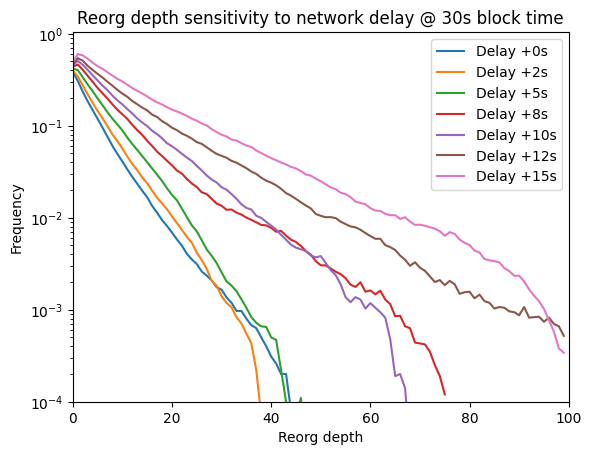 Reorg depth sensitivity to network delay @ 30s block time
Delay +0s
Delay +2s
Delay +5s
Delay +8s
Delay +10s
Delay +12s
Delay +15s
Frequency
10⁰
10⁻¹
10⁻²
10⁻³
10⁻⁴
0 20 40 60 80 100
Reorg depth